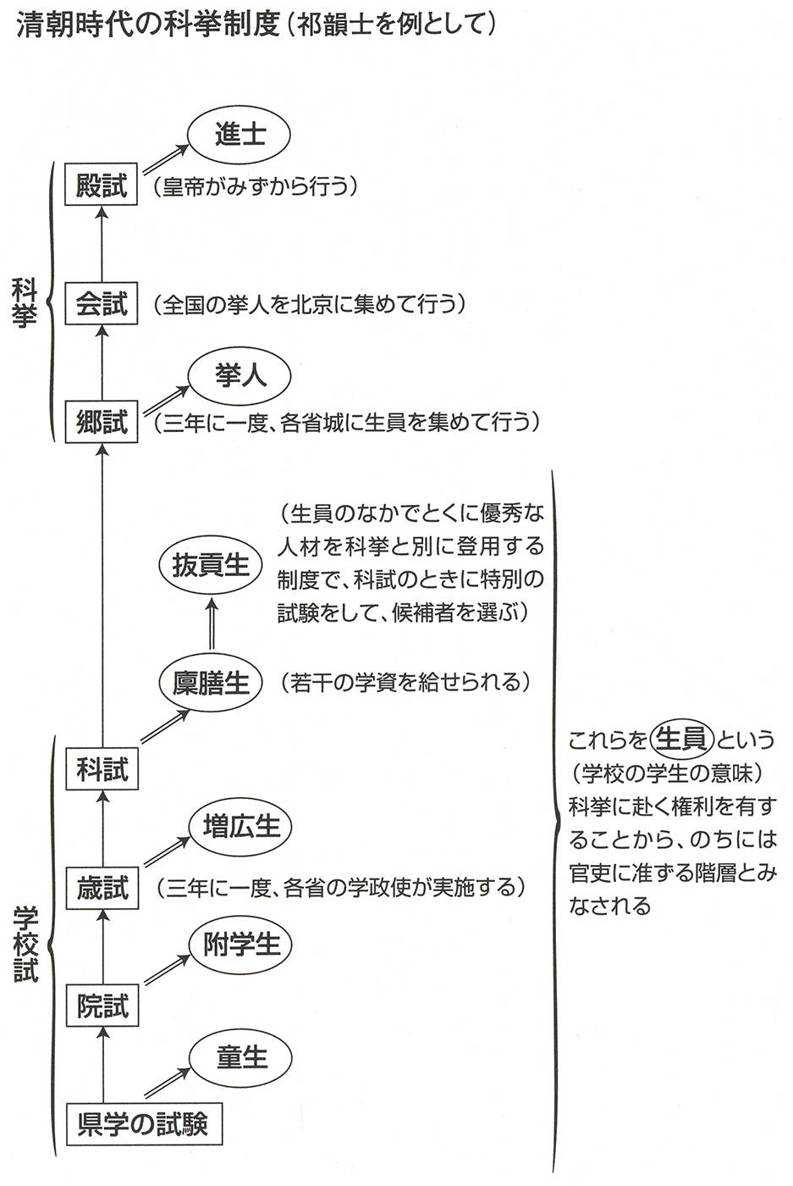 清朝時代の科挙制度（祁韻士を例として）
進士
殿試
（皇帝がみずから行う）
会試
（全国の挙人を北京に集めて行う）
科挙
挙人
郷試
（三年に一度、各省城に生員を集めて行う）
抜貢生
（生員のなかでとくに優秀な
人材を科挙と別に登用する
制度で、科試のときに特別の
試験をして、候補者を選ぶ）
廩膳生
（若干の学資を給せられる）
科試
増広生
歳試
（三年に一度、各省の学政使が実施する）
学校試
附学生
院試
童生
県学の試験
これらを生員という
（学校の学生の意味）
科挙に赴く権利を有す
ることから、のちには
官吏に准ずる階層とみ
なされる